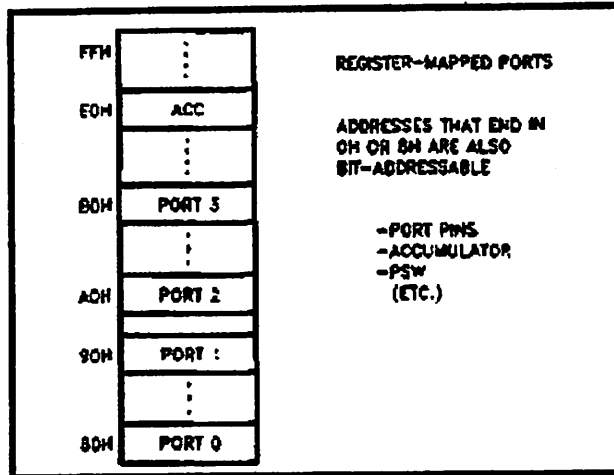 FFH
REGISTER-MAPPED PORTS
E0H ACC
ADDRESSES THAT END IN
0H OR 8H ARE ALSO
BIT-ADDRESSABLE
B0H PORT 3
-PORT PINS
-ACCUMULATOR
-PSW
(ETC.)
A0H PORT 2
90H PORT 1
80H PORT 0